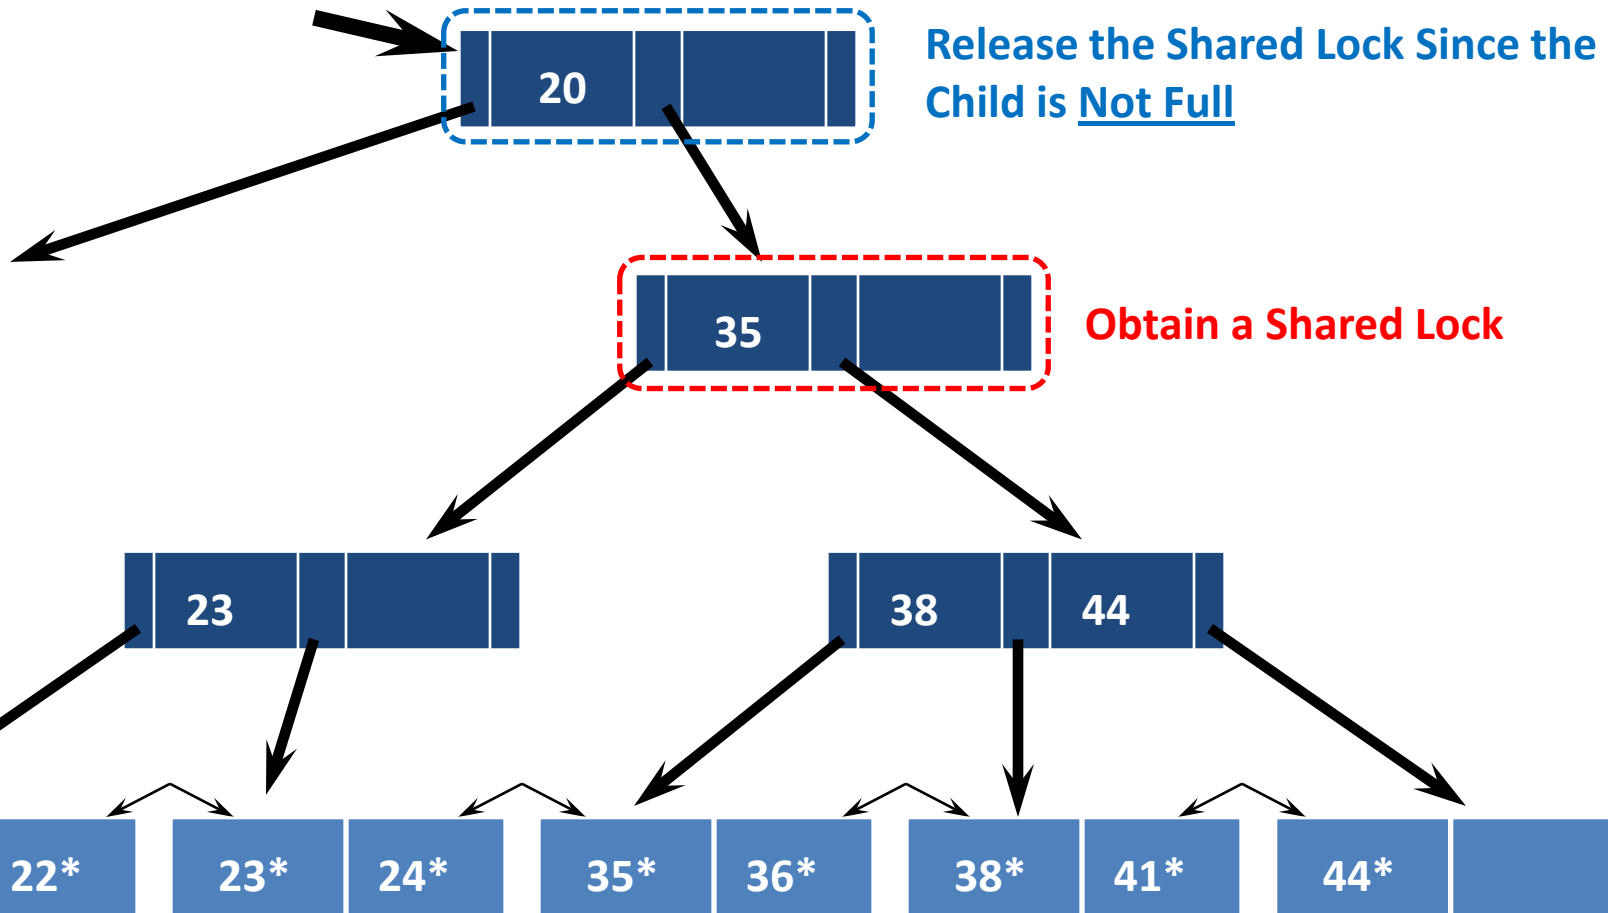 Release the Shared Lock Since the
Child is Not Full
20
35
Obtain a Shared Lock
23
38 44
22* 23* 24* 35* 36* 38* 41* 44*